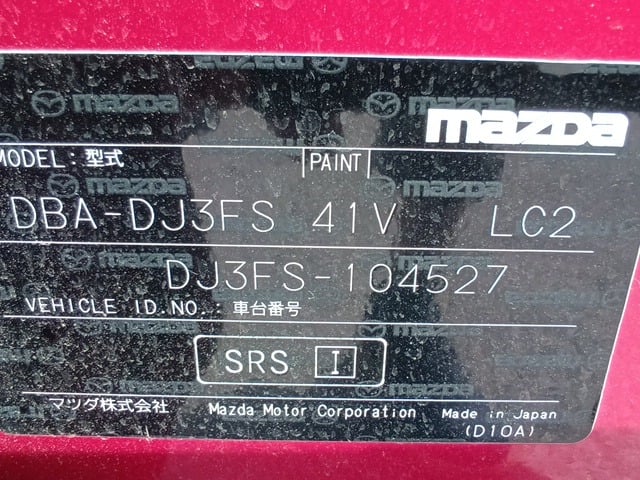 mazda
MODEL: 型式 PAINT
DBA-DJ3FS 41V LC2
DJ3FS-104527
VEHICLE ID.NO.: 車台番号
SRS I
マツダ株式会社 Mazda Motor Corporation Made in Japan
(D10A)